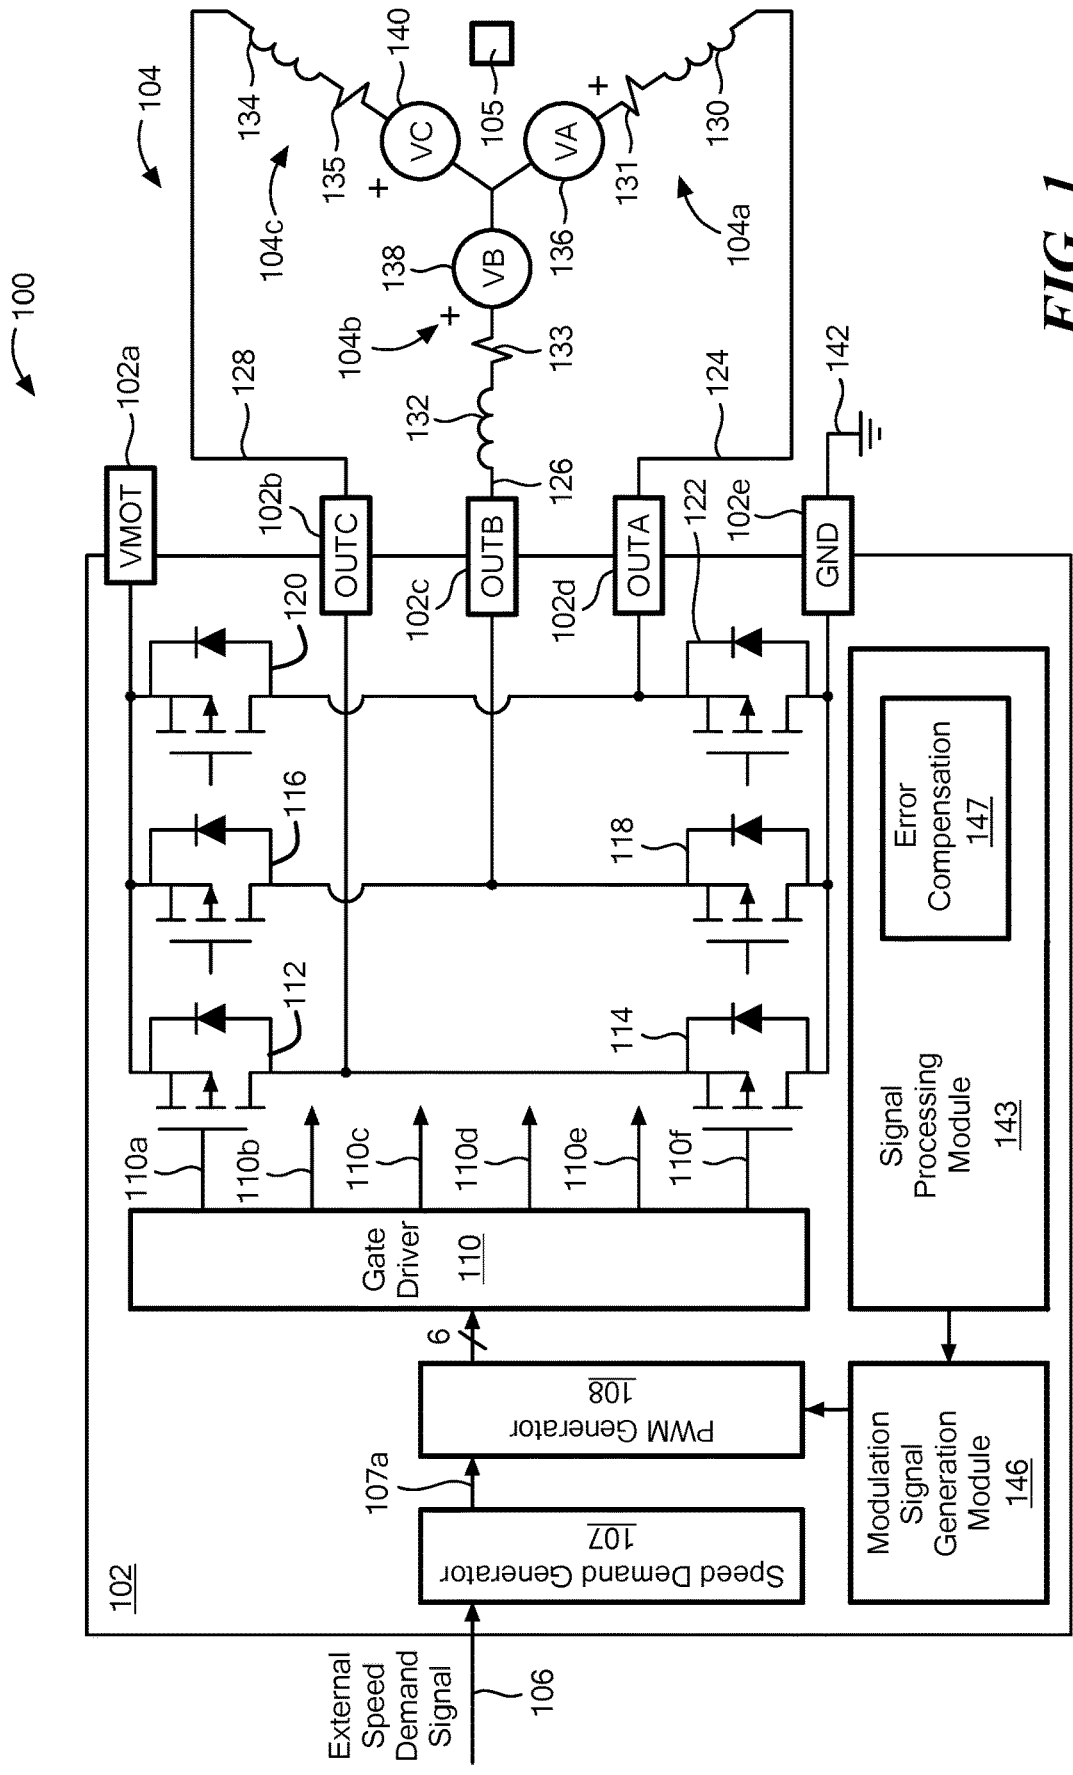 100
102
External
Speed
Demand
Signal
106
Speed Demand Generator
107
107a
PWM Generator
108
6
Gate
Driver
110
110a
110b
110c
110d
110e
110f
112
114
116
118
120
122
VMOT
102a
OUTC
102b
OUTB
102c
OUTA
102d
GND
102e
128
126
124
142
104
104c
134
135
+
VC
140
105
104b
132
133
+
138
VB
136
VA
+
131
130
104a
Modulation
Signal
Generation
Module
146
Signal
Processing
Module
143
Error
Compensation
147
FIG. 1